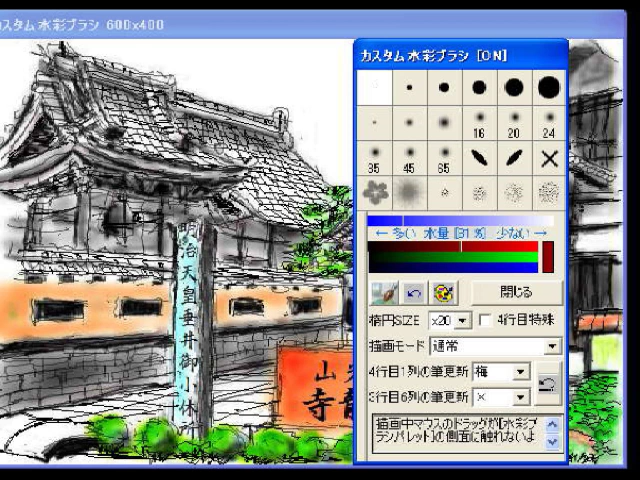 カスタム水彩ブラシ 600x400
カスタム水彩ブラシ [ON]
16 20 24
35 45 65
← 多い 水量 [31%] 少ない →
閉じる
楕円SIZE x20 4行目特殊
描画モード 通常
4行目1列の筆更新 梅
3行目6列の筆更新 ×
描画中マウスのドラッグが[水彩ブ
ラシパレット]の側面に触れないよ
明治天皇垂井御小休所
山
寺